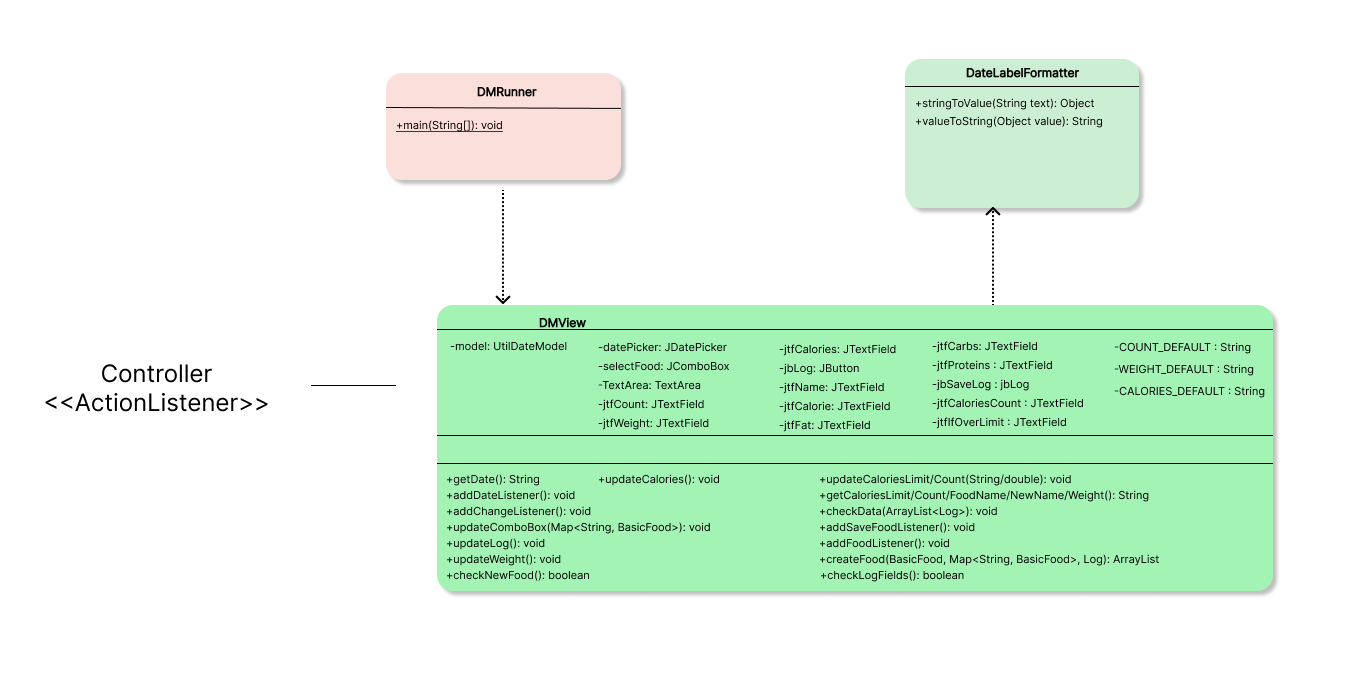 DMRunner
+main(String[]): void
DateLabelFormatter
+stringToValue(String text): Object
+valueToString(Object value): String
Controller
<<ActionListener>>
DMView
-model: UtilDateModel
-datePicker: JDatePicker
-selectFood: JComboBox
-TextArea: TextArea
-jtfCount: JTextField
-jtfWeight: JTextField
-jtfCalories: JTextField
-jbLog: JButton
-jtfName: JTextField
-jtfCalorie: JTextField
-jtfFat: JTextField
-jtfCarbs: JTextField
-jtfProteins : JTextField
-jbSaveLog : jbLog
-jtfCaloriesCount : JTextField
-jtfIfOverLimit : JTextField
-COUNT_DEFAULT : String
-WEIGHT_DEFAULT : String
-CALORIES_DEFAULT : String
+getDate(): String
+addDateListener(): void
+addChangeListener(): void
+updateComboBox(Map<String, BasicFood>): void
+updateLog(): void
+updateWeight(): void
+checkNewFood(): boolean
+updateCalories(): void
+updateCaloriesLimit/Count(String/double): void
+getCaloriesLimit/Count/FoodName/NewName/Weight(): String
+checkData(ArrayList<Log>): void
+addSaveFoodListener(): void
+addFoodListener(): void
+createFood(BasicFood, Map<String, BasicFood>, Log): ArrayList
+checkLogFields(): boolean